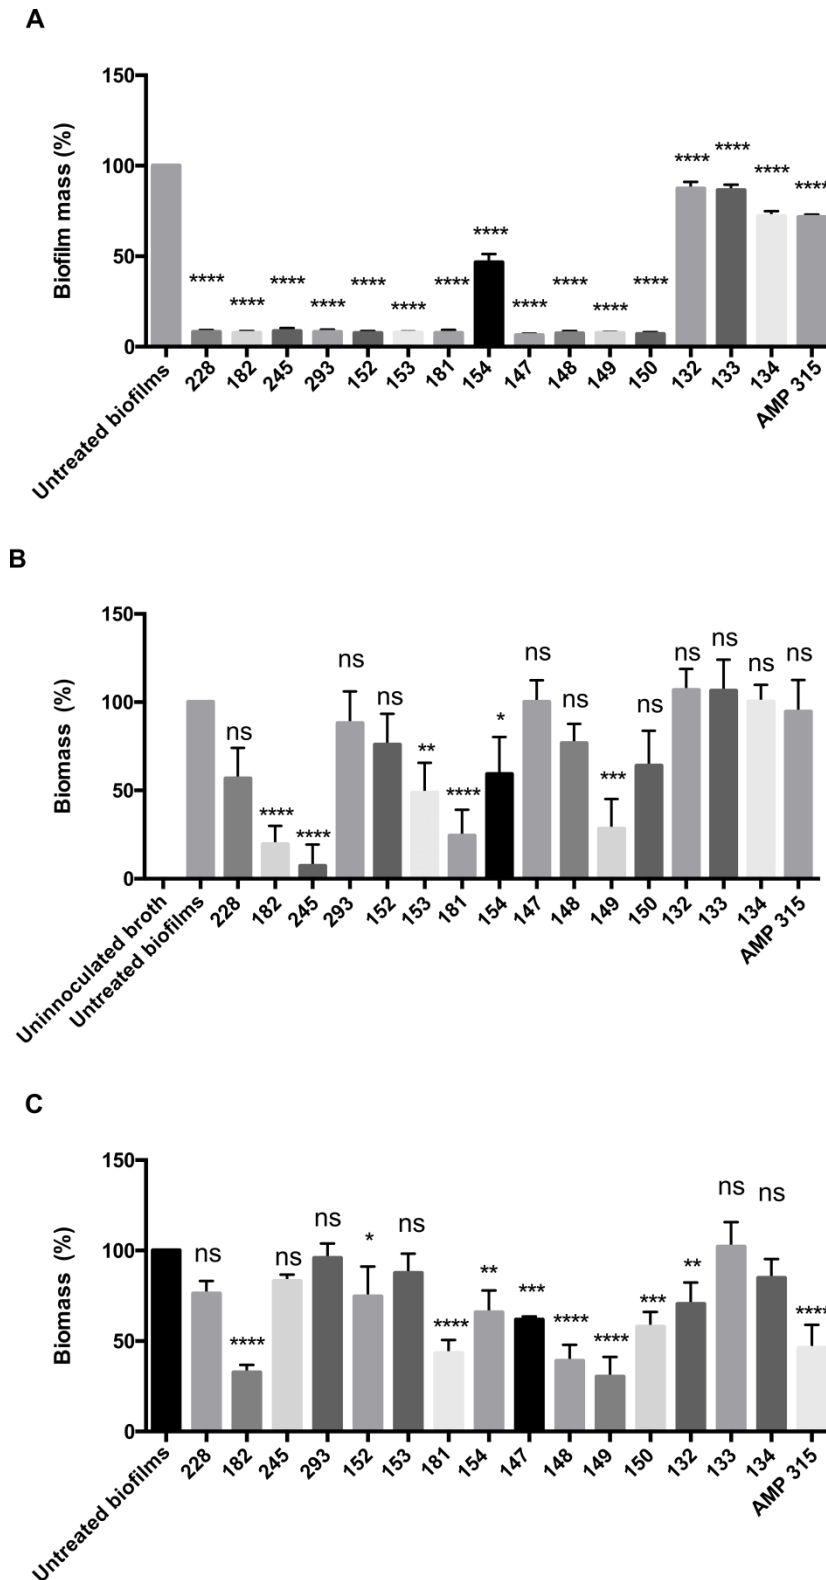 A
Biofilm mass (%)
150
100
50
0
**** **** **** **** **** **** **** **** **** **** **** **** **** **** **** ****
Untreated biofilms 228 182 245 293 152 153 181 154 147 148 149 150 132 133 134 AMP 315
B
Biomass (%)
150
100
50
0
ns **** **** ns ns ** **** * ns ns *** ns ns ns ns ns
Uninnoculated broth Untreated biofilms 228 182 245 293 152 153 181 154 147 148 149 150 132 133 134 AMP 315
C
Biomass (%)
150
100
50
0
ns **** ns ns * ns **** ** *** **** **** *** ** ns ns ****
Untreated biofilms 228 182 245 293 152 153 181 154 147 148 149 150 132 133 134 AMP 315